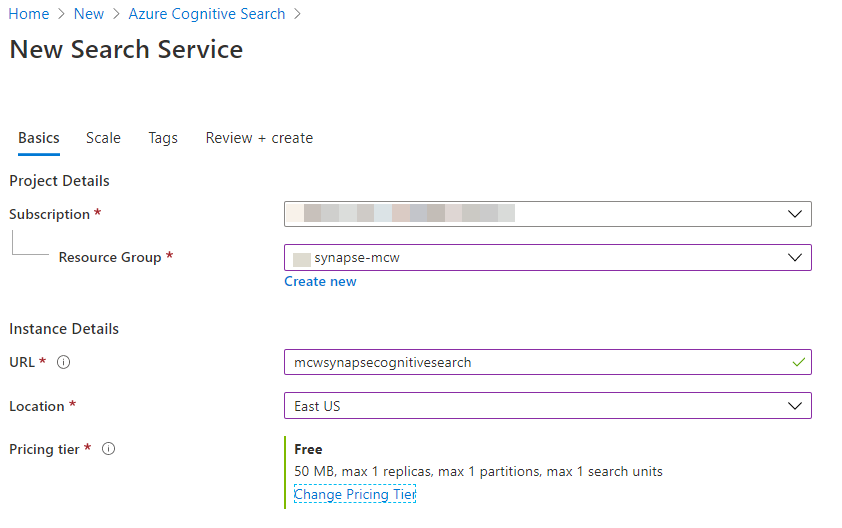 Home > New > Azure Cognitive Search >
New Search Service
Basics Scale Tags Review + create
Project Details
Subscription *
Resource Group * synapse-mcw
Create new
Instance Details
URL * mcwsynapsecognitivesearch
Location * East US
Pricing tier * Free
50 MB, max 1 replicas, max 1 partitions, max 1 search units
Change Pricing Tier